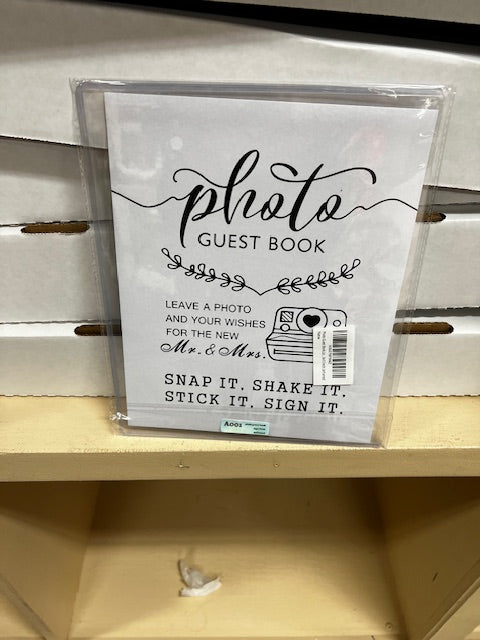 photo
GUEST BOOK
LEAVE A PHOTO
AND YOUR WISHES
FOR THE NEW
Mr. & Mrs.
SNAP IT. SHAKE IT.
STICK IT. SIGN IT.
A002